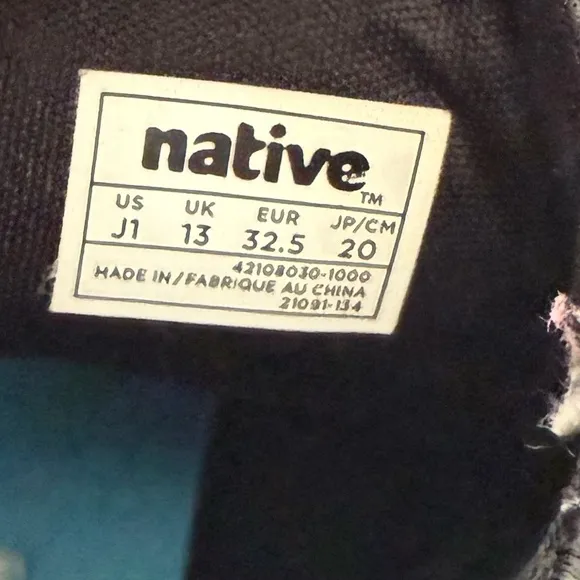 native™
US UK EUR JP/CM
J1 13 32.5 20
42108030-1000
MADE IN/FABRIQUE AU CHINA
21091-134